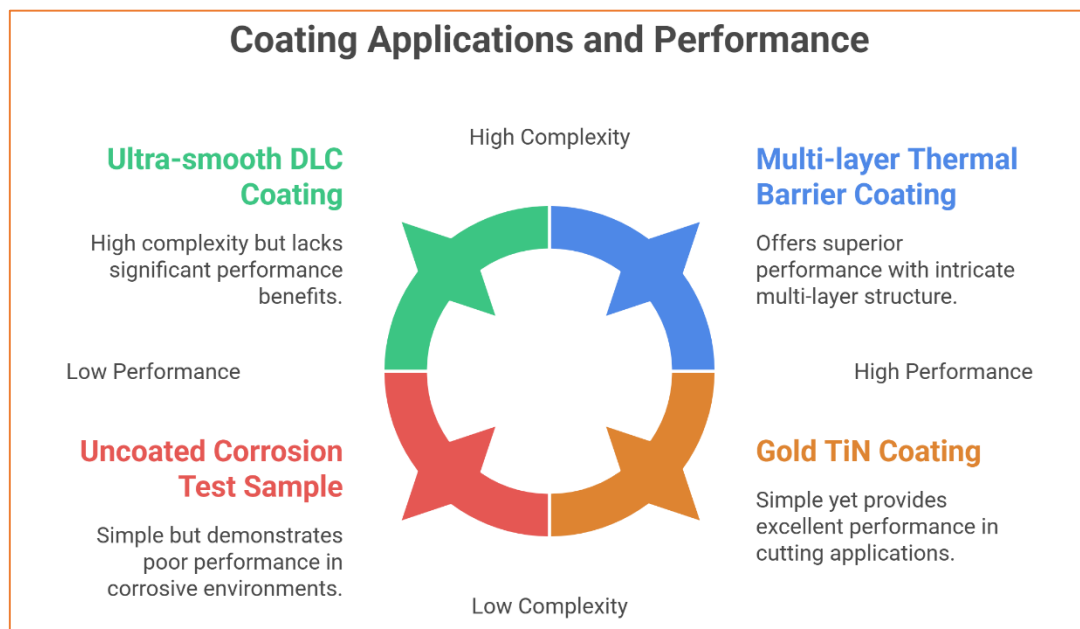 Coating Applications and Performance
High Complexity
Ultra-smooth DLC
Coating
High complexity but lacks
significant performance
benefits.
Multi-layer Thermal
Barrier Coating
Offers superior
performance with intricate
multi-layer structure.
Low Performance
High Performance
Uncoated Corrosion
Test Sample
Simple but demonstrates
poor performance in
corrosive environments.
Gold TiN Coating
Simple yet provides
excellent performance in
cutting applications.
Low Complexity